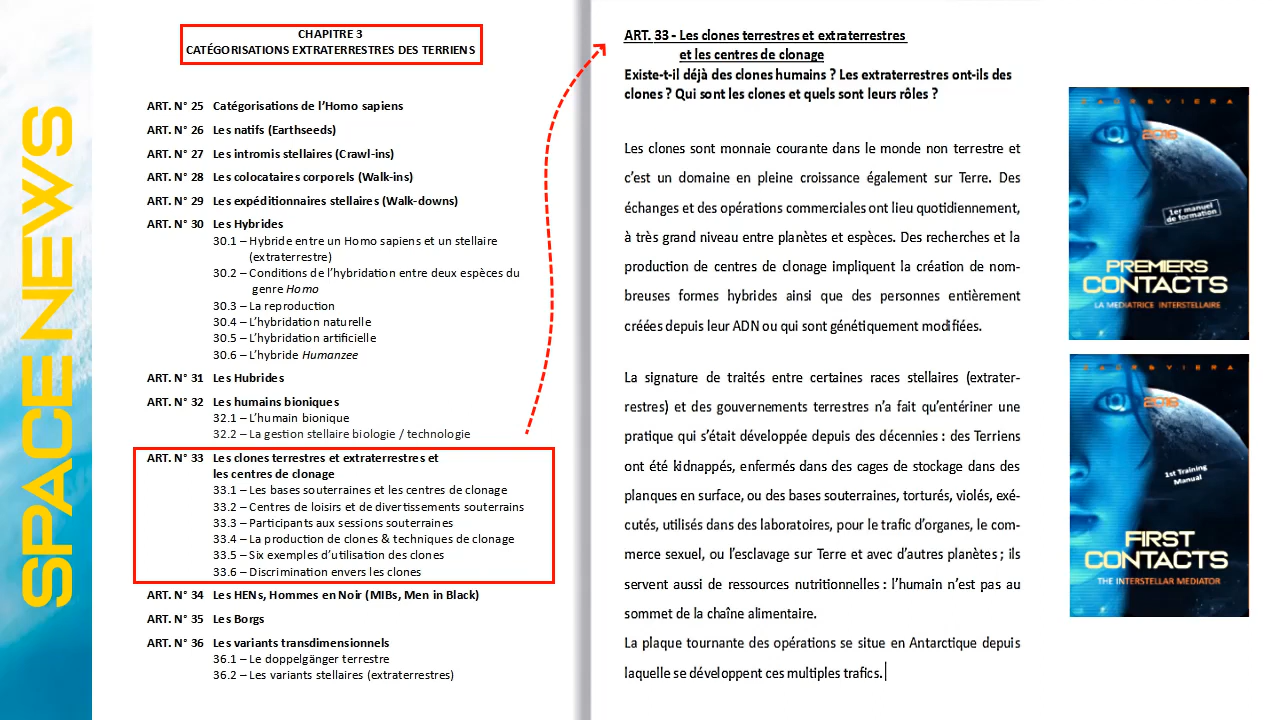 SPACE NEWS
CHAPITRE 3
CATÉGORISATIONS EXTRATERRESTRES DES TERRIENS
ART. N° 25 Catégorisations de l’Homo sapiens
ART. N° 26 Les natifs (Earthseeds)
ART. N° 27 Les intromis stellaires (Crawl-ins)
ART. N° 28 Les colocataires corporels (Walk-ins)
ART. N° 29 Les expéditionnaires stellaires (Walk-downs)
ART. N° 30 Les Hybrides
30.1 – Hybride entre un Homo sapiens et un stellaire
(extraterrestre)
30.2 – Conditions de l’hybridation entre deux espèces du
genre Homo
30.3 – La reproduction
30.4 – L’hybridation naturelle
30.5 – L’hybridation artificielle
30.6 – L’hybride Humanzee
ART. N° 31 Les Hubrides
ART. N° 32 Les humains bioniques
32.1 – L’humain bionique
32.2 – La gestion stellaire biologie / technologie
ART. N° 33 Les clones terrestres et extraterrestres et
les centres de clonage
33.1 – Les bases souterraines et les centres de clonage
33.2 – Centres de loisirs et de divertissements souterrains
33.3 – Participants aux sessions souterraines
33.4 – La production de clones & techniques de clonage
33.5 – Six exemples d’utilisation des clones
33.6 – Discrimination envers les clones
ART. N° 34 Les HENs, Hommes en Noir (MIBs, Men in Black)
ART. N° 35 Les Borgs
ART. N° 36 Les variants transdimensionnels
36.1 – Le doppelgänger terrestre
36.2 – Les variants stellaires (extraterrestres)
ART. 33 - Les clones terrestres et extraterrestres
et les centres de clonage
Existe-t-il déjà des clones humains ? Les extraterrestres ont-ils des
clones ? Qui sont les clones et quels sont leurs rôles ?
Les clones sont monnaie courante dans le monde non terrestre et
c’est un domaine en pleine croissance également sur Terre. Des
échanges et des opérations commerciales ont lieu quotidiennement,
à très grand niveau entre planètes et espèces. Des recherches et la
production de centres de clonage impliquent la création de nom-
breuses formes hybrides ainsi que des personnes entièrement
créées depuis leur ADN ou qui sont génétiquement modifiées.
La signature de traités entre certaines races stellaires (extrater-
restres) et des gouvernements terrestres n’a fait qu’entériner une
pratique qui s’était développée depuis des décennies : des Terriens
ont été kidnappés, enfermés dans des cages de stockage dans des
planques en surface, ou des bases souterraines, torturés, violés, exé-
cutés, utilisés dans des laboratoires, pour le trafic d’organes, le com-
merce sexuel, ou l’esclavage sur Terre et avec d’autres planètes ; ils
servent aussi de ressources nutritionnelles : l’humain n’est pas au
sommet de la chaîne alimentaire.
La plaque tournante des opérations se situe en Antarctique depuis
laquelle se développent ces multiples trafics.
2018
1er manuel
de formation
PREMIERS
CONTACTS
LA MEDIATRICE INTERSTELLAIRE
2018
1st Training
Manual
FIRST
CONTACTS
THE INTERSTELLAR MEDIATOR